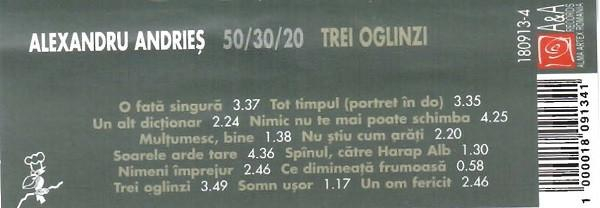 ALEXANDRU ANDRIEȘ 50/30/20 TREI OGLINZI
O fată singură 3.37 Tot timpul (portret în do) 3.35
Un alt dicționar 2.24 Nimic nu te mai poate schimba 4.25
Mulțumesc, bine 1.38 Nu știu cum arăți 2.20
Soarele arde tare 4.36 Spînul, către Harap Alb 1.30
Nimeni împrejur 2.46 Ce dimineață frumoasă 0.58
Trei oglinzi 3.49 Somn ușor 1.17 Un om fericit 2.46
180913-4
A&A
RECORDS
ALMA ARTEX ROMANIA
1 000018 091341